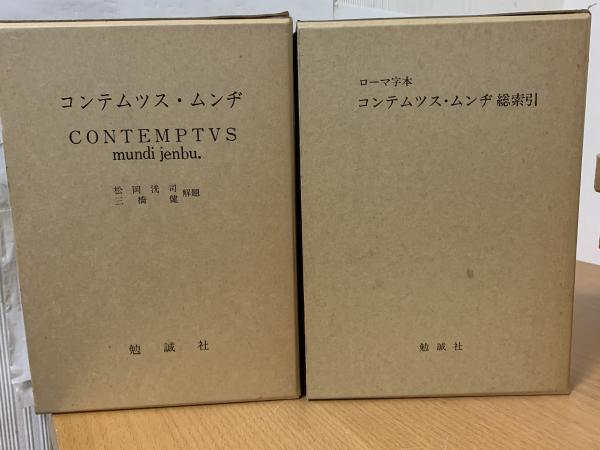 コンテムツス・ムンヂ
CONTEMPTVS
mundi jenbu.
松岡洸司
三橋健 解題
勉誠社
ローマ字本
コンテムツス・ムンヂ 総索引
勉誠社